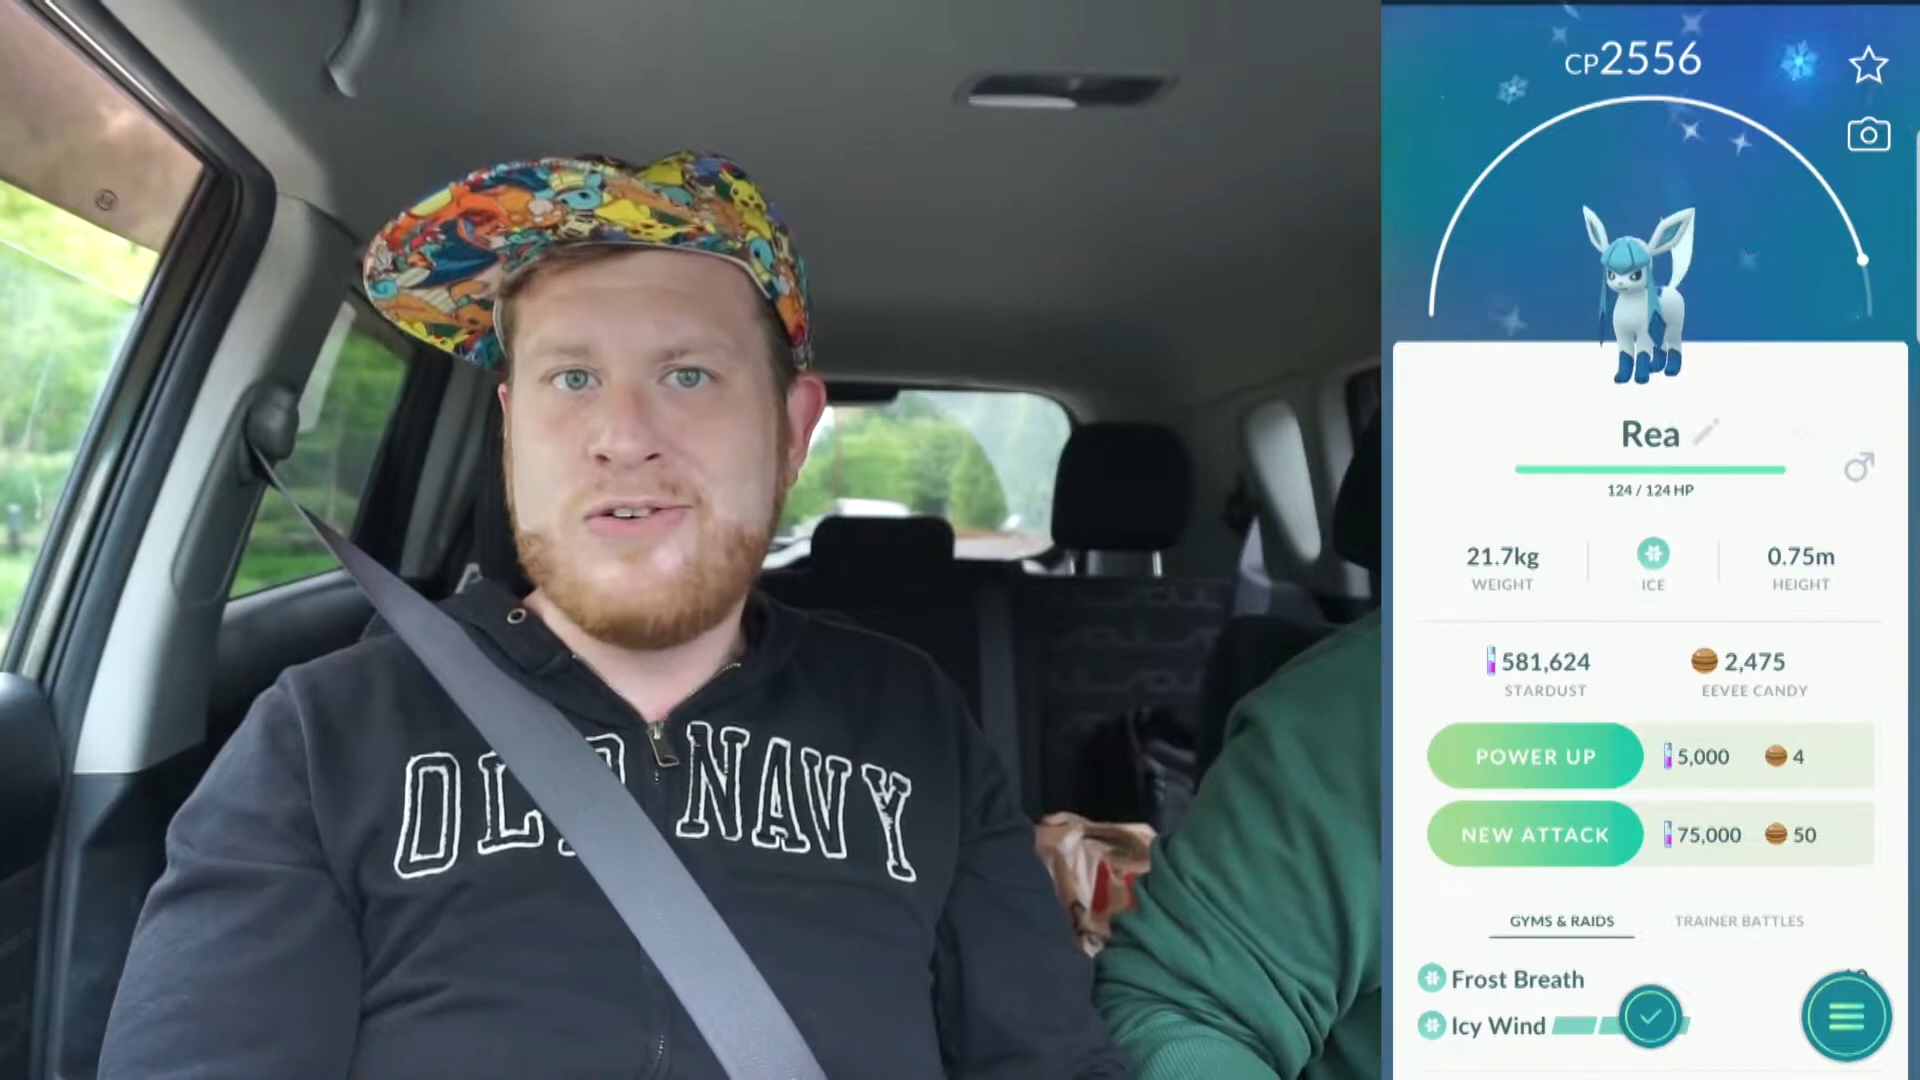 OLD NAVY
CP2556
Rea
124 / 124 HP
21.7kg
WEIGHT
ICE
0.75m
HEIGHT
581,624
STARDUST
2,475
EEVEE CANDY
POWER UP 5,000 4
NEW ATTACK 75,000 50
GYMS & RAIDS TRAINER BATTLES
Frost Breath
Icy Wind